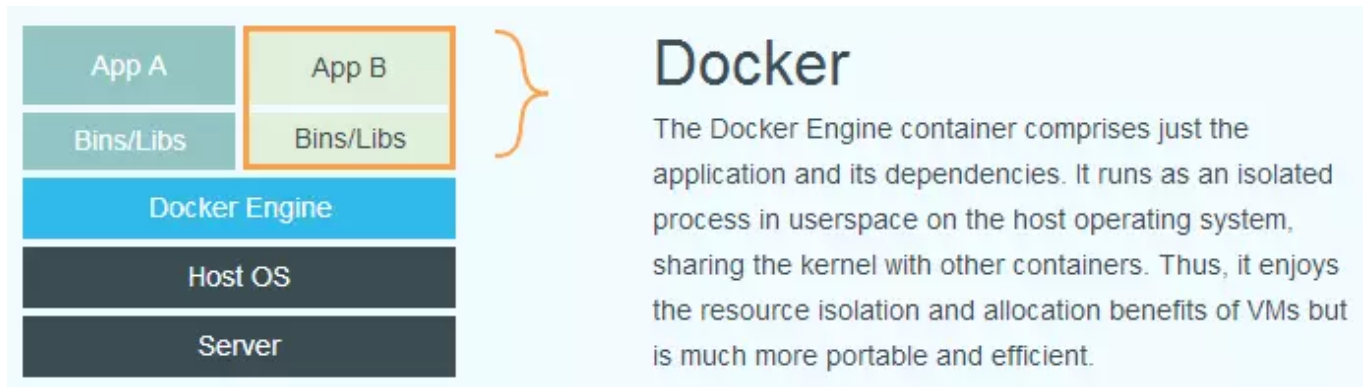 App A
App B
Bins/Libs
Bins/Libs
Docker Engine
Host OS
Server
Docker
The Docker Engine container comprises just the
application and its dependencies. It runs as an isolated
process in userspace on the host operating system,
sharing the kernel with other containers. Thus, it enjoys
the resource isolation and allocation benefits of VMs but
is much more portable and efficient.